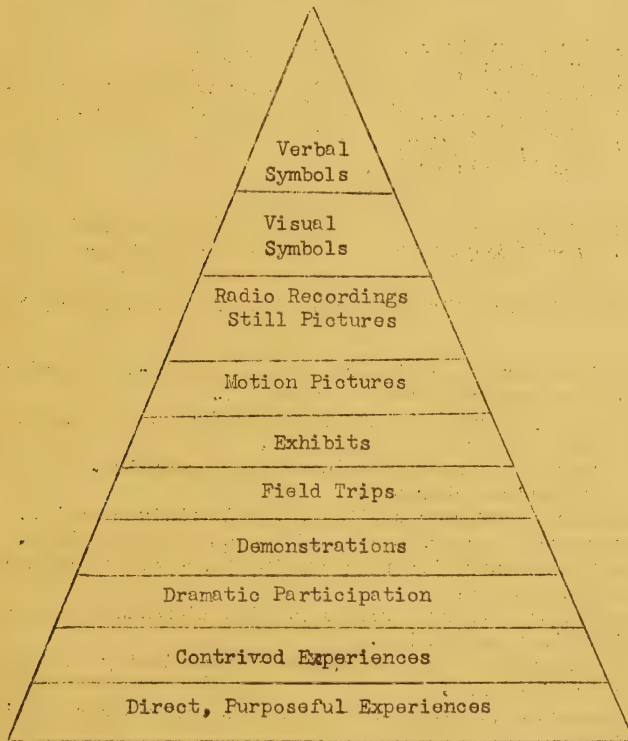 Verbal
Symbols
Visual
Symbols
Radio Recordings
Still Pictures
Motion Pictures
Exhibits
Field Trips
Demonstrations
Dramatic Participation
Contrived Experiences
Direct, Purposeful Experiences